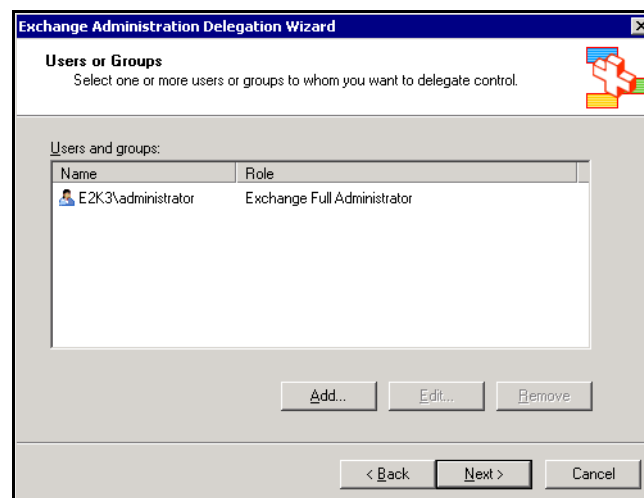 Exchange Administration Delegation Wizard
Users or Groups
Select one or more users or groups to whom you want to delegate control.
Users and groups:
Name Role
E2K3\administrator Exchange Full Administrator
Add... Edit... Remove
< Back Next > Cancel